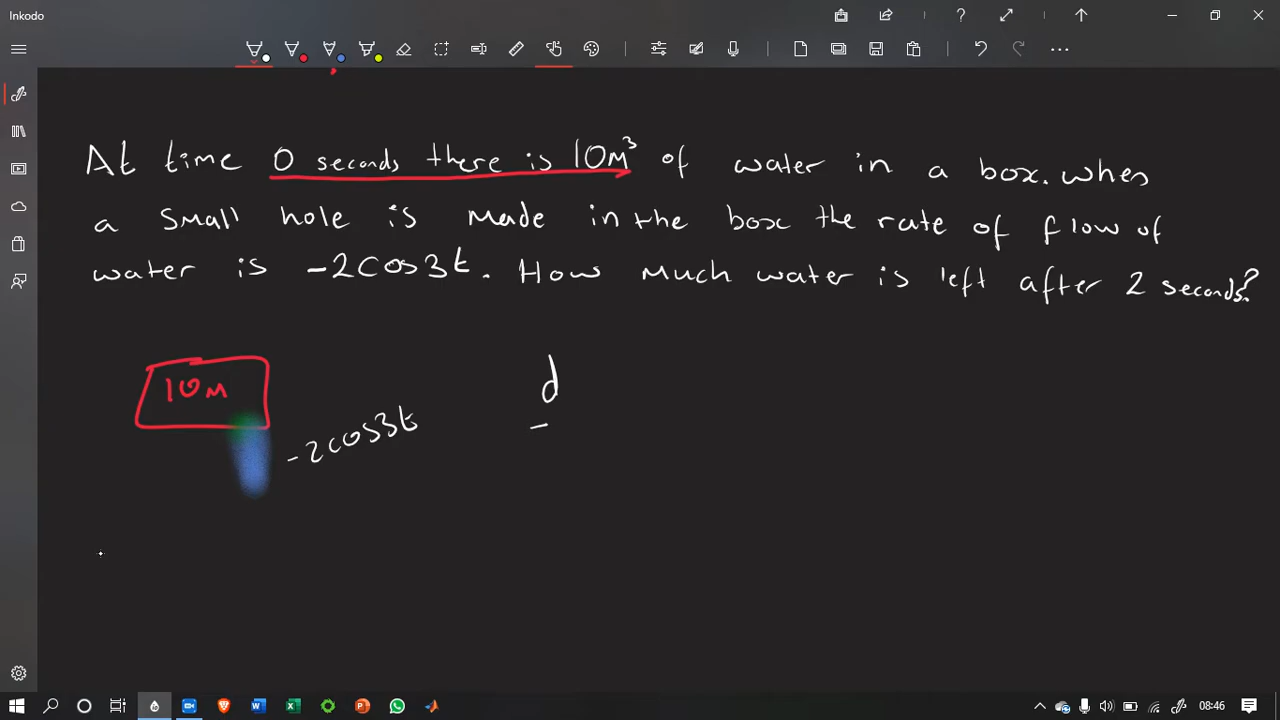 Inkodo
At time 0 seconds there is 10m³ of water in a box. when
a small hole is made in the box the rate of flow of
water is -2cos3t. How much water is left after 2 seconds?
10m
-2cos3t
d
-
08:46